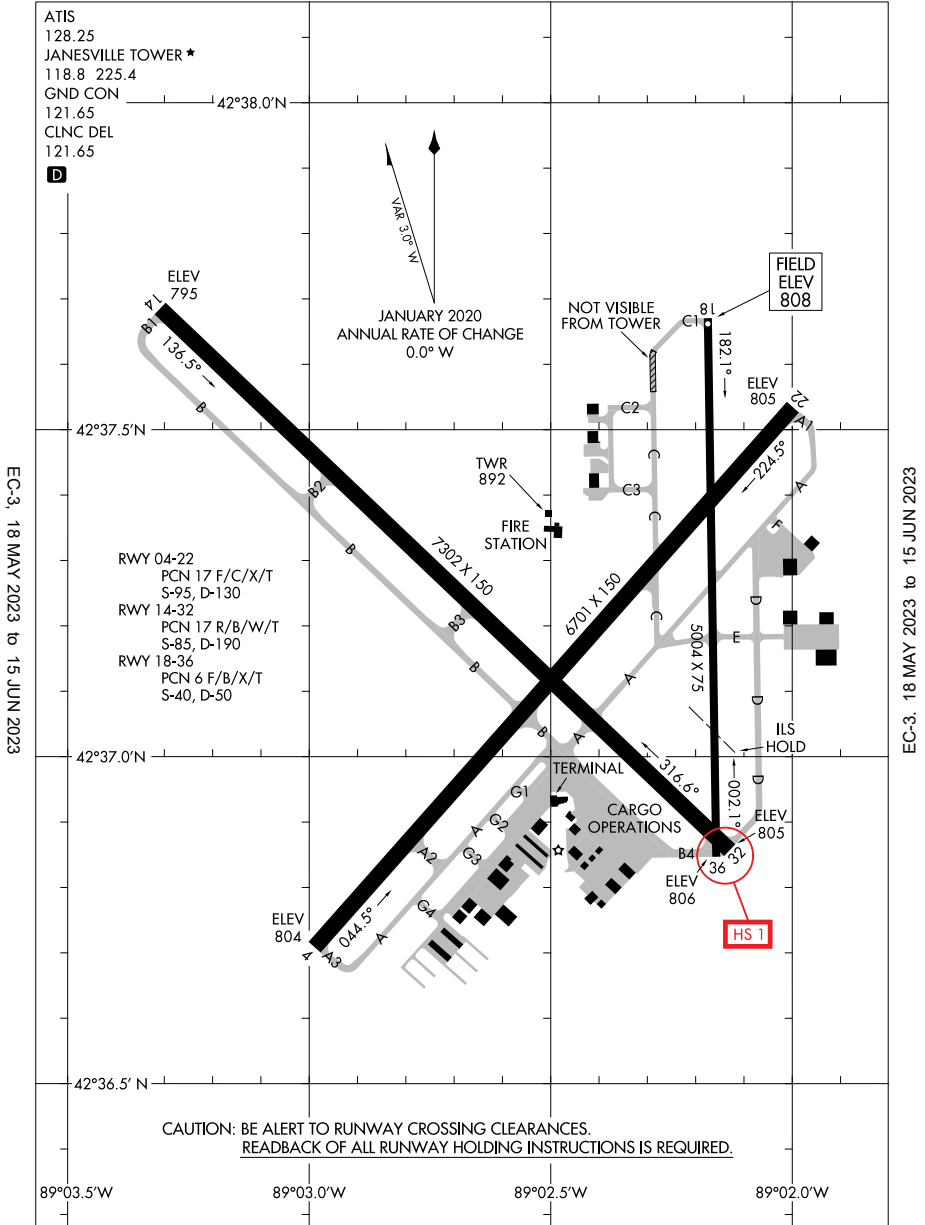 ATIS
128.25
JANESVILLE TOWER ★
118.8 225.4
GND CON
121.65
CLNC DEL
121.65
D
42°38.0'N
VAR 3.0° W
JANUARY 2020
ANNUAL RATE OF CHANGE
0.0° W
FIELD
ELEV
808
NOT VISIBLE
FROM TOWER
18
C1
182.1°
ELEV
795
14
B1
136.5°
ELEV
805
22
A1
42°37.5'N
C2
B
C
224.5°
TWR
892
C3
A
B2
C
F
FIRE
STATION
B
7302 X 150
RWY 04-22
PCN 17 F/C/X/T
S-95, D-130
RWY 14-32
PCN 17 R/B/W/T
S-85, D-190
RWY 18-36
PCN 6 F/B/X/T
S-40, D-50
6701 X 150
D
C
B3
5004 X 75
E
B
A
D
B
A
ILS
HOLD
42°37.0'N
TERMINAL
316.6°
002.1°
D
G1
CARGO
OPERATIONS
ELEV
805
A
G2
A2
G3
B4
32
36
ELEV
806
G4
ELEV
804
044.5°
A
HS 1
4
A3
42°36.5' N
CAUTION: BE ALERT TO RUNWAY CROSSING CLEARANCES.
READBACK OF ALL RUNWAY HOLDING INSTRUCTIONS IS REQUIRED.
89°03.5'W
89°03.0'W
89°02.5'W
89°02.0'W
EC-3, 18 MAY 2023 to 15 JUN 2023
EC-3, 18 MAY 2023 to 15 JUN 2023